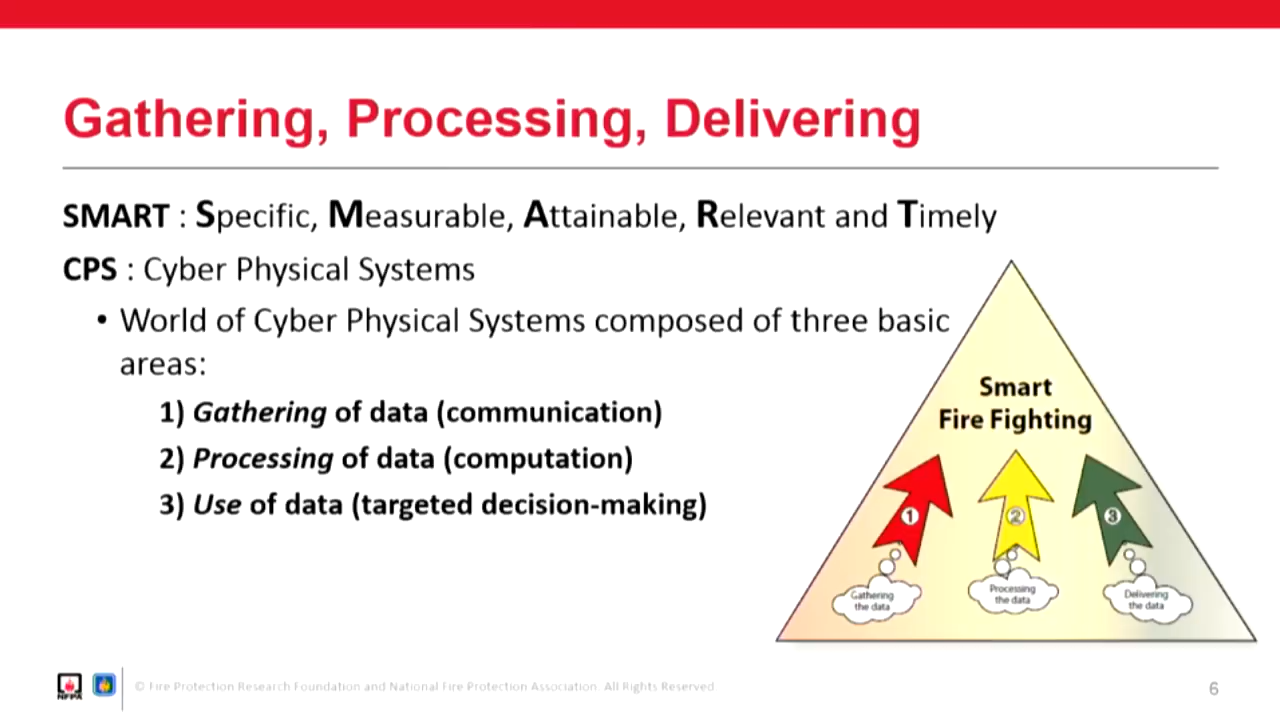 Gathering, Processing, Delivering
SMART : Specific, Measurable, Attainable, Relevant and Timely
CPS : Cyber Physical Systems
• World of Cyber Physical Systems composed of three basic
areas:
1) Gathering of data (communication)
2) Processing of data (computation)
3) Use of data (targeted decision-making)
Smart
Fire Fighting
1
2
3
Gathering
the data
Processing
the data
Delivering
the data
NFPA
© Fire Protection Research Foundation and National Fire Protection Association. All Rights Reserved
6